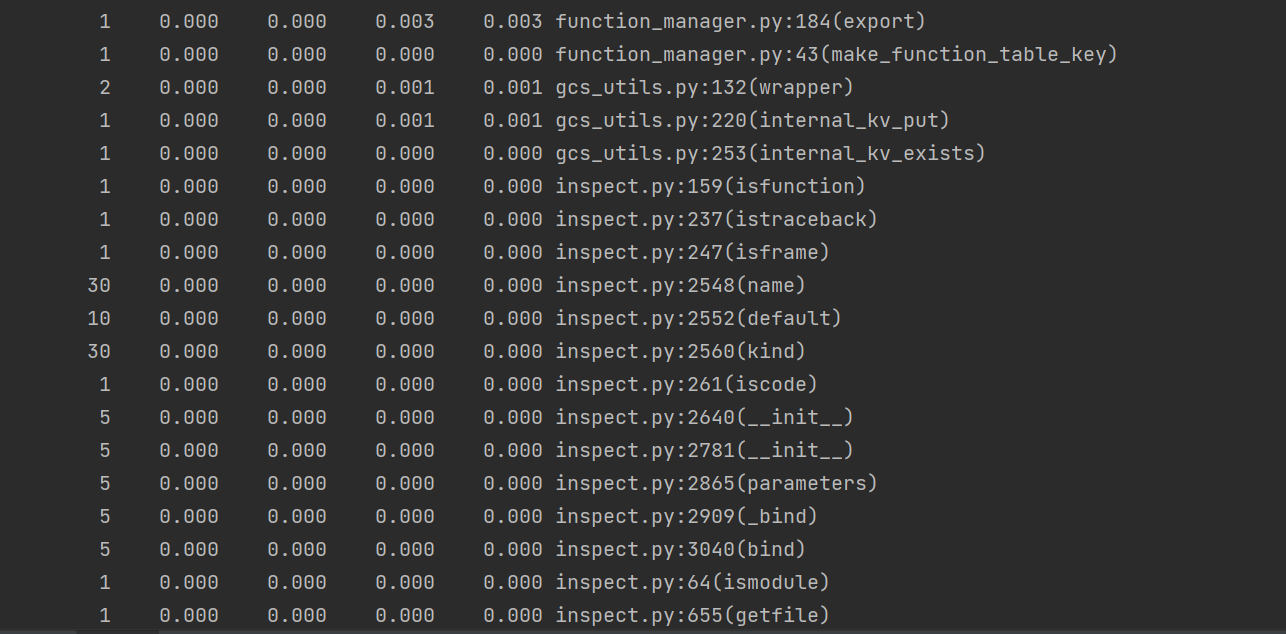 1    0.000    0.000    0.003    0.003 function_manager.py:184(export)
1    0.000    0.000    0.000    0.000 function_manager.py:43(make_function_table_key)
2    0.000    0.000    0.001    0.001 gcs_utils.py:132(wrapper)
1    0.000    0.000    0.001    0.001 gcs_utils.py:220(internal_kv_put)
1    0.000    0.000    0.000    0.000 gcs_utils.py:253(internal_kv_exists)
1    0.000    0.000    0.000    0.000 inspect.py:159(isfunction)
1    0.000    0.000    0.000    0.000 inspect.py:237(istraceback)
1    0.000    0.000    0.000    0.000 inspect.py:247(isframe)
30    0.000    0.000    0.000    0.000 inspect.py:2548(name)
10    0.000    0.000    0.000    0.000 inspect.py:2552(default)
30    0.000    0.000    0.000    0.000 inspect.py:2560(kind)
1    0.000    0.000    0.000    0.000 inspect.py:261(iscode)
5    0.000    0.000    0.000    0.000 inspect.py:2640(__init__)
5    0.000    0.000    0.000    0.000 inspect.py:2781(__init__)
5    0.000    0.000    0.000    0.000 inspect.py:2865(parameters)
5    0.000    0.000    0.000    0.000 inspect.py:2909(_bind)
5    0.000    0.000    0.000    0.000 inspect.py:3040(bind)
1    0.000    0.000    0.000    0.000 inspect.py:64(ismodule)
1    0.000    0.000    0.000    0.000 inspect.py:655(getfile)